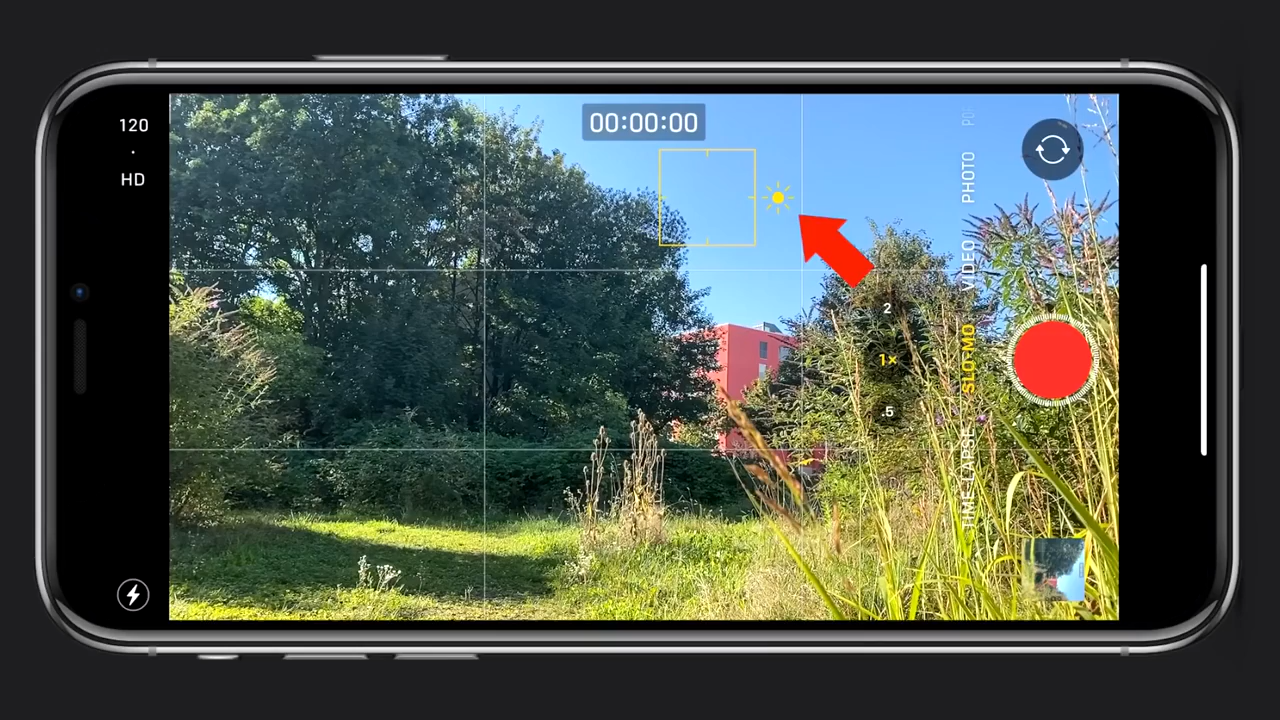 120
·
HD
00:00:00
PHOTO
VIDEO
SLO-MO
TIME-LAPSE
2
1×
.5